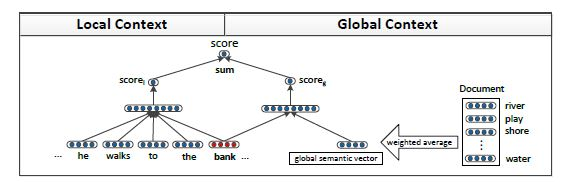 Local Context
Global Context
score
sum
scoreₗ
score_g
Document
river
play
shore
⋮
water
weighted average
global semantic vector
... he walks to the bank ...